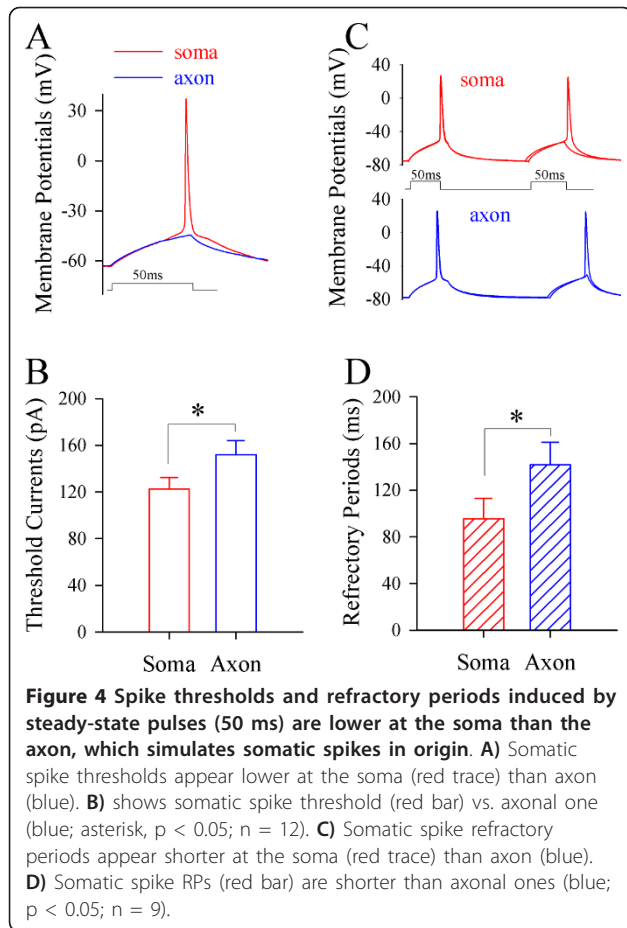 A
soma
axon
Membrane Potentials (mV)
30
0
-30
-60
50ms
C
Membrane Potentials (mV)
40
0
-40
-80
soma
50ms
50ms
40
0
-40
-80
axon
B
Threshold Currents (pA)
200
160
120
80
40
0
*
Soma Axon
D
Refrectory Periods (ms)
200
160
120
80
40
0
*
Soma Axon
Figure 4 Spike thresholds and refractory periods induced by
steady-state pulses (50 ms) are lower at the soma than the
axon, which simulates somatic spikes in origin. A) Somatic
spike thresholds appear lower at the soma (red trace) than axon
(blue). B) shows somatic spike threshold (red bar) vs. axonal one
(blue; asterisk, p < 0.05; n = 12). C) Somatic spike refractory
periods appear shorter at the soma (red trace) than axon (blue).
D) Somatic spike RPs (red bar) are shorter than axonal ones (blue;
p < 0.05; n = 9).